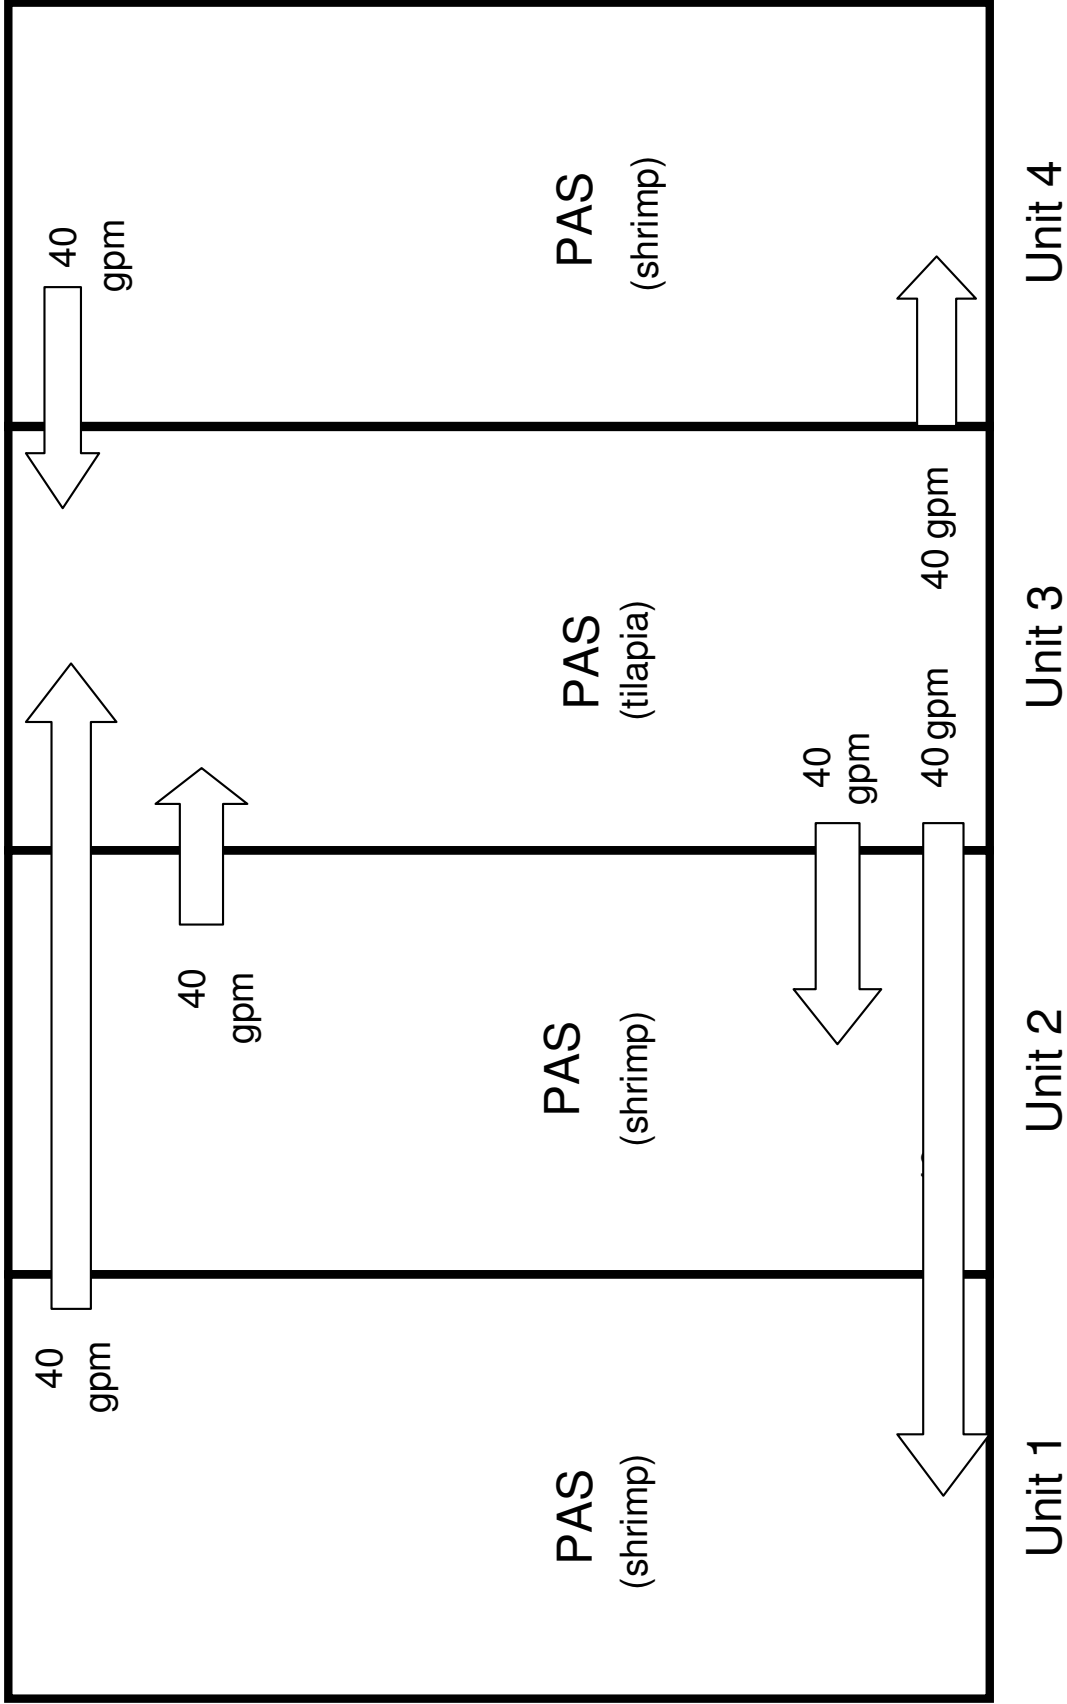 40
gpm
40
gpm
40
gpm
PAS
(shrimp)
PAS
(shrimp)
PAS
(tilapia)
PAS
(shrimp)
40
gpm
40 gpm
40 gpm
Unit 1
Unit 2
Unit 3
Unit 4